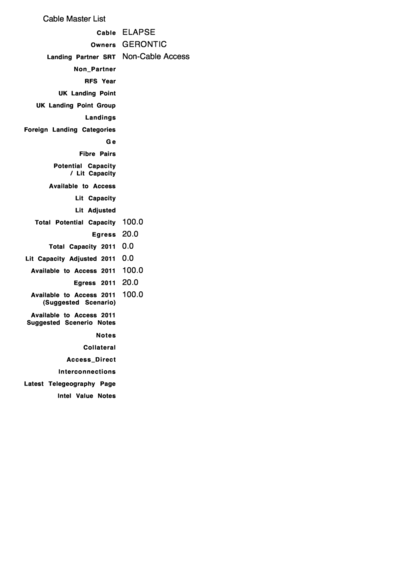 Cable Master List
Cable ELAPSE
Owners GERONTIC
Landing Partner SRT Non-Cable Access
Non_Partner
RFS Year
UK Landing Point
UK Landing Point Group
Landings
Foreign Landing Categories
Ge
Fibre Pairs
Potential Capacity
/ Lit Capacity
Available to Access
Lit Capacity
Lit Adjusted
Total Potential Capacity 100.0
Egress 20.0
Total Capacity 2011 0.0
Lit Capacity Adjusted 2011 0.0
Available to Access 2011 100.0
Egress 2011 20.0
Available to Access 2011 100.0
(Suggested Scenario)
Available to Access 2011
Suggested Scenerio Notes
Notes
Collateral
Access_Direct
Interconnections
Latest Telegeography Page
Intel Value Notes